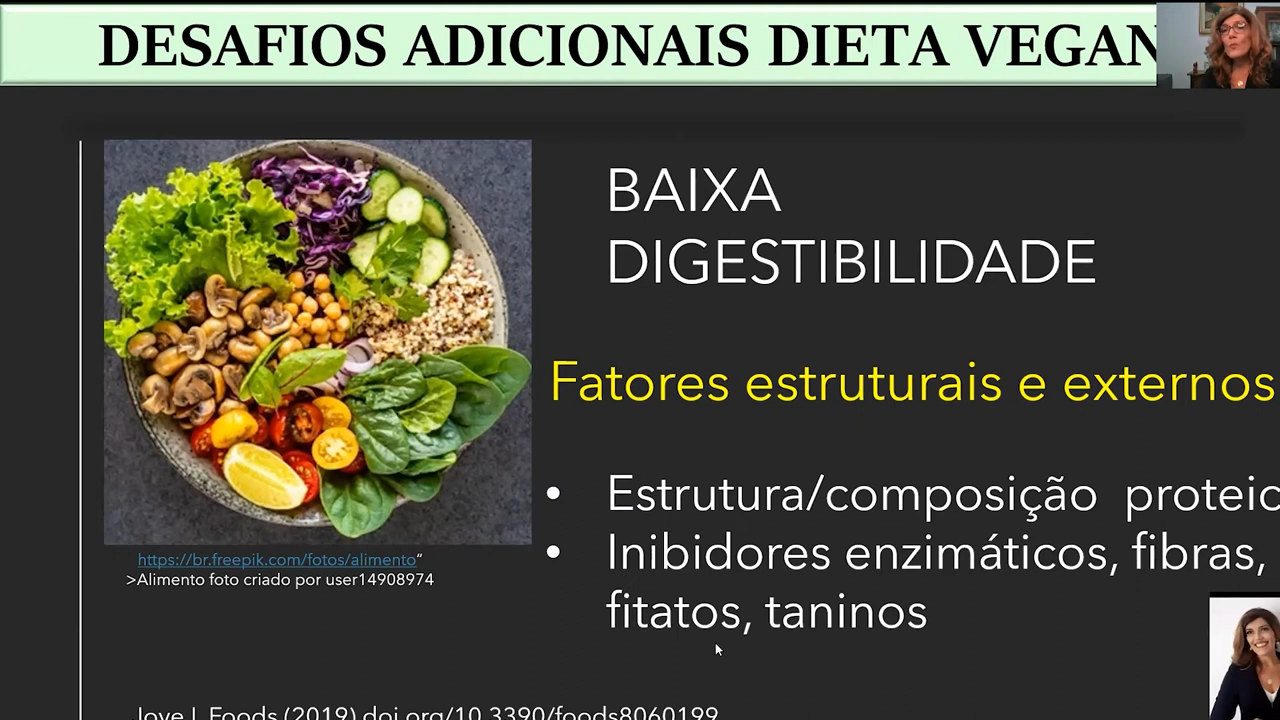 DESAFIOS ADICIONAIS DIETA VEGAN
BAIXA
DIGESTIBILIDADE
Fatores estruturais e externos
• Estrutura/composição proteic
• Inibidores enzimáticos, fibras,
fitatos, taninos
https://br.freepik.com/fotos/alimento"
>Alimento foto criado por user14908974
Joye I. Foods (2019) doi.org/10.3390/foods8060199